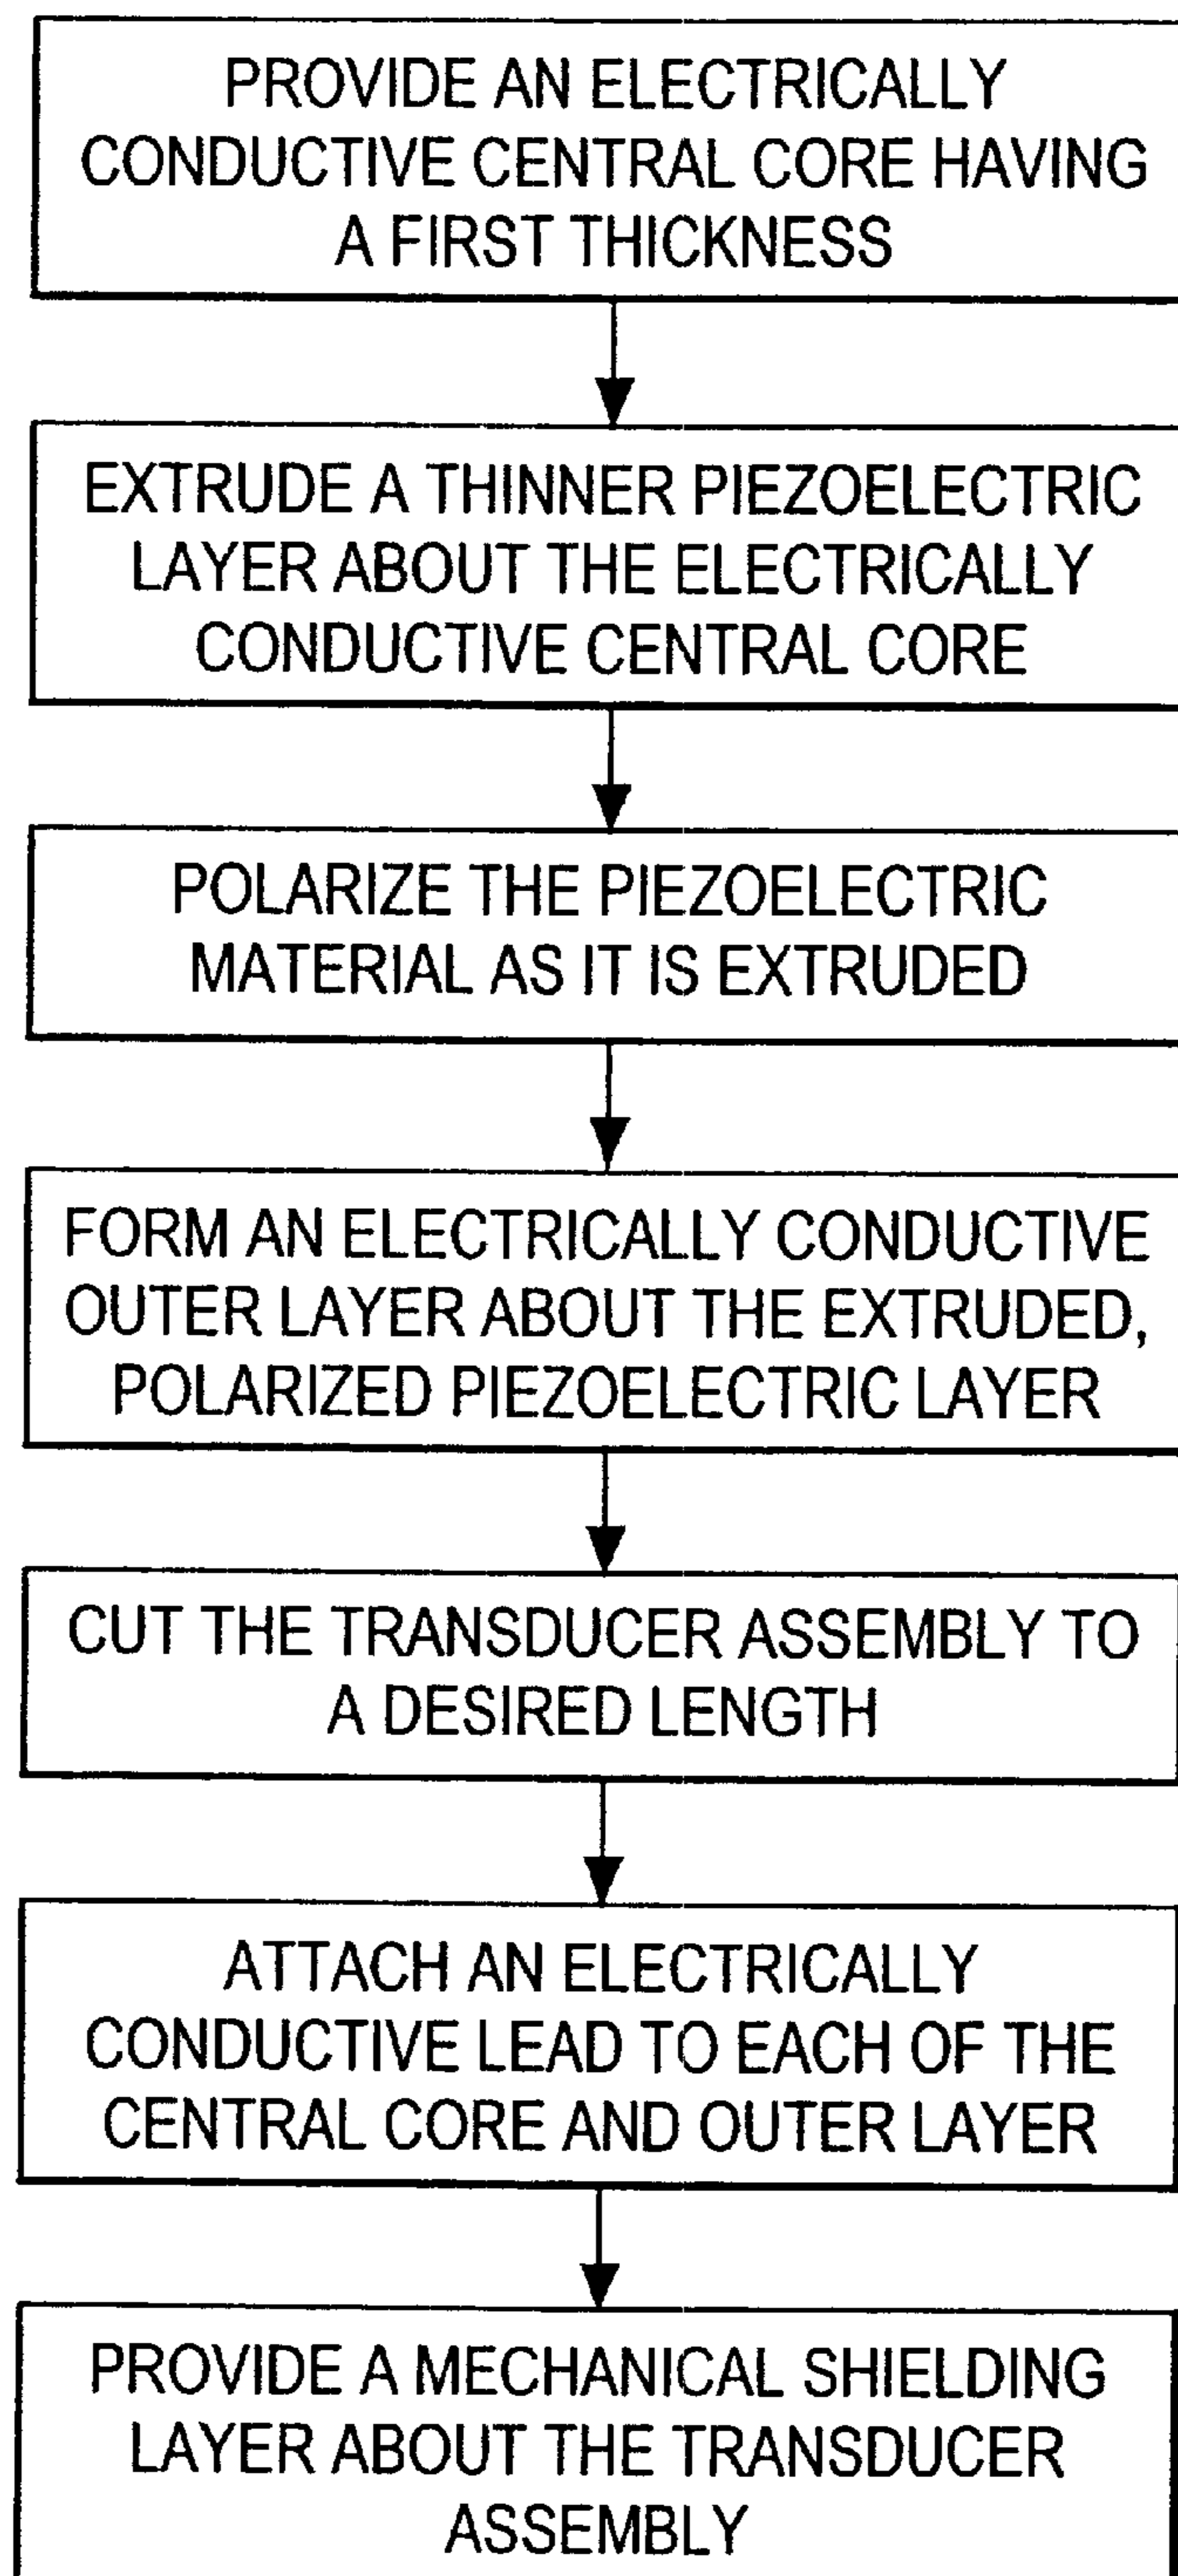 PROVIDE AN ELECTRICALLY
CONDUCTIVE CENTRAL CORE HAVING
A FIRST THICKNESS
EXTRUDE A THINNER PIEZOELECTRIC
LAYER ABOUT THE ELECTRICALLY
CONDUCTIVE CENTRAL CORE
POLARIZE THE PIEZOELECTRIC
MATERIAL AS IT IS EXTRUDED
FORM AN ELECTRICALLY CONDUCTIVE
OUTER LAYER ABOUT THE EXTRUDED,
POLARIZED PIEZOELECTRIC LAYER
CUT THE TRANSDUCER ASSEMBLY TO
A DESIRED LENGTH
ATTACH AN ELECTRICALLY
CONDUCTIVE LEAD TO EACH OF THE
CENTRAL CORE AND OUTER LAYER
PROVIDE A MECHANICAL SHIELDING
LAYER ABOUT THE TRANSDUCER
ASSEMBLY